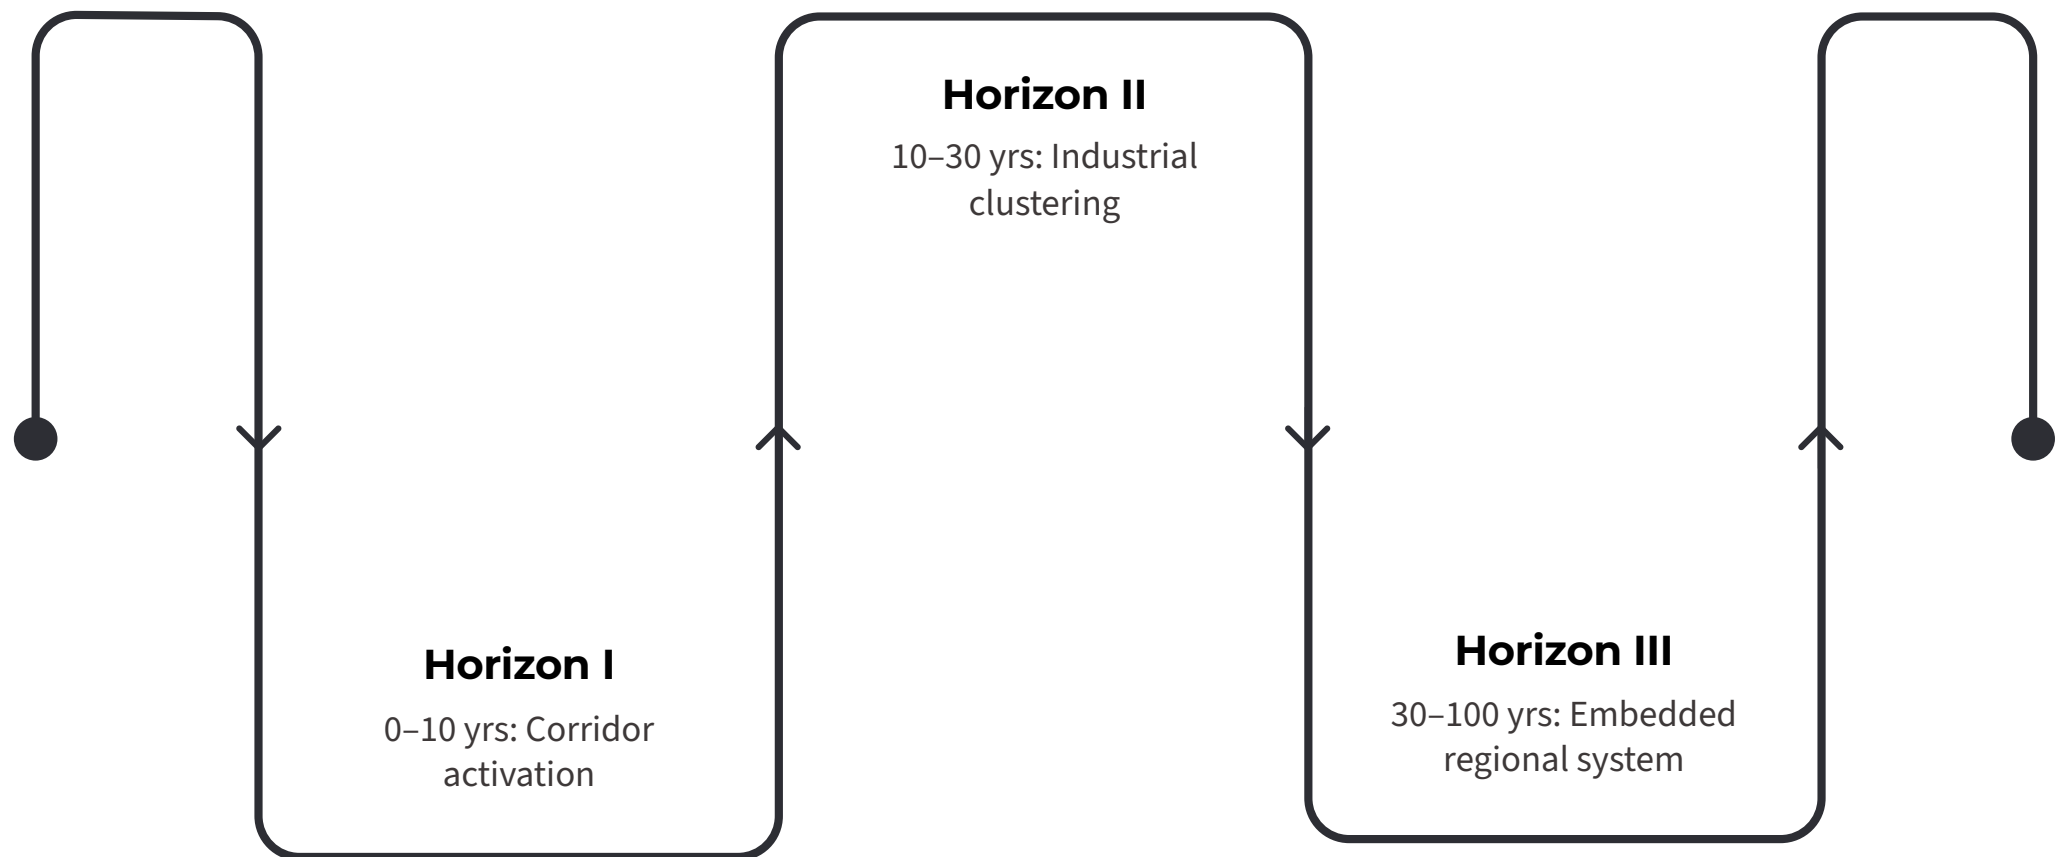 Horizon I
0–10 yrs: Corridor
activation
Horizon II
10–30 yrs: Industrial
clustering
Horizon III
30–100 yrs: Embedded
regional system